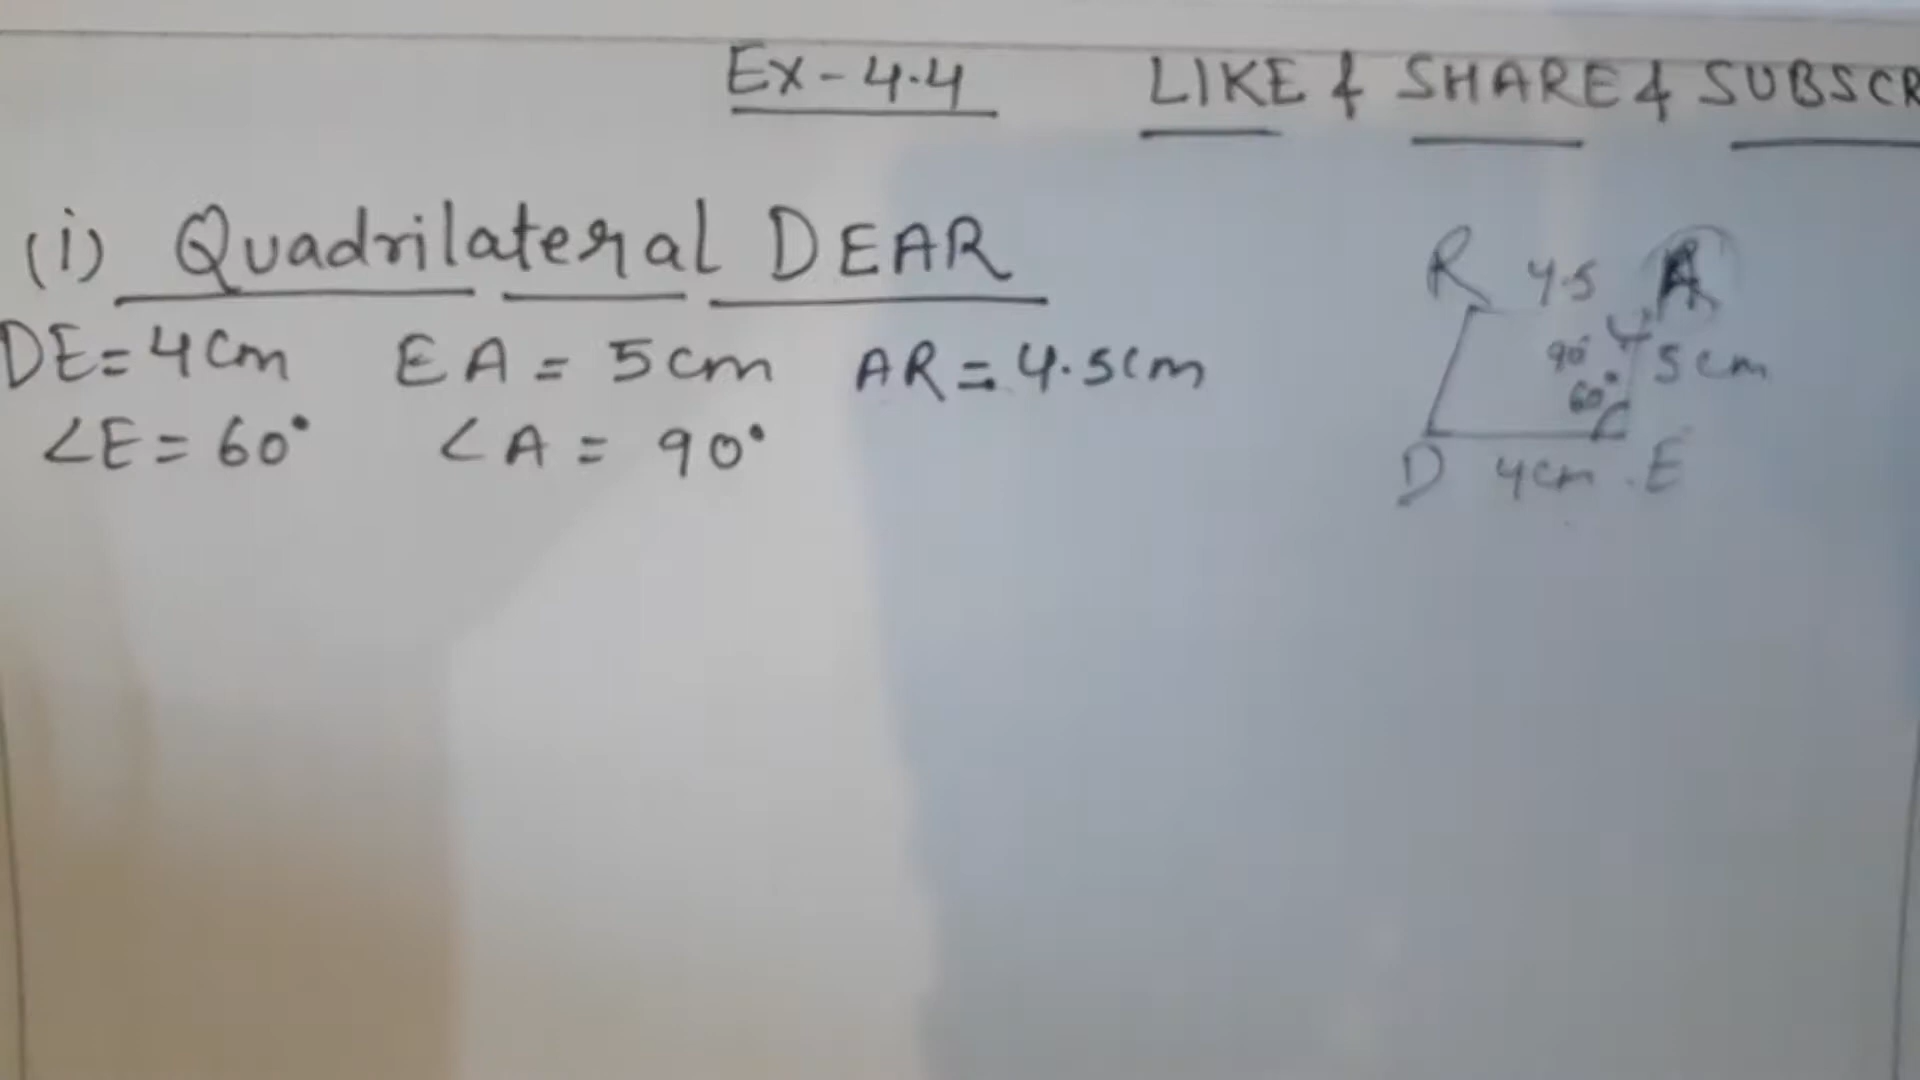 Ex-4.4 LIKE & SHARE & SUBSCR
(i) Quadrilateral DEAR
DE=4cm EA = 5cm AR = 4.5cm
∠E = 60° ∠A = 90°
R 4.5 A
90° 5cm
60°
D 4cm E